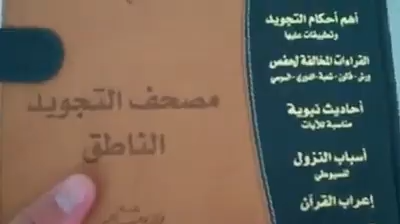 أهم أحكام التجويد
وتطبيقات عليها
القراءات المخالفة لحفص
ورش - قالون - شعبة - الدوري - السوسي
أحاديث نبوية
مناسبة للآيات
أسباب النزول
للسيوطي
إعراب القرآن
مصحف التجويد
الناطق